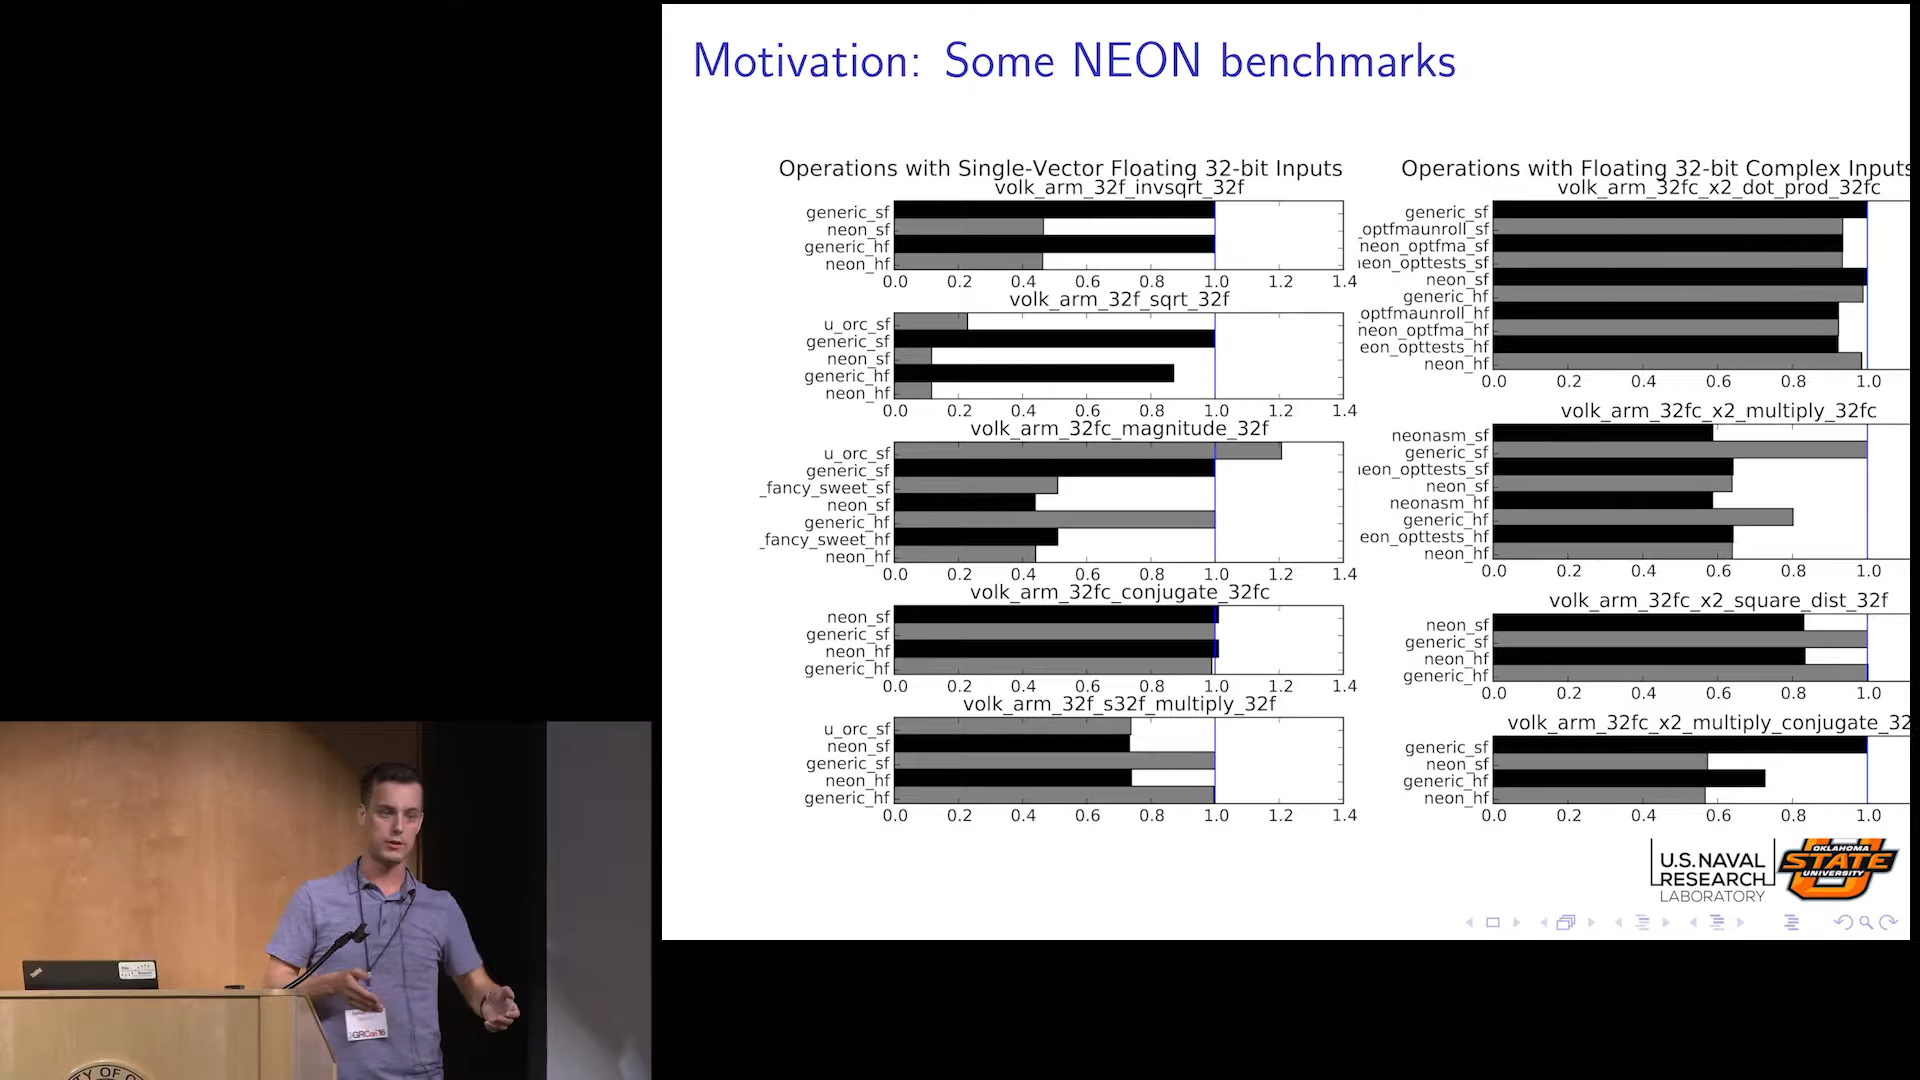 Motivation: Some NEON benchmarks
Operations with Single-Vector Floating 32-bit Inputs
volk_arm_32f_invsqrt_32f
generic_sf
neon_sf
generic_hf
neon_hf
0.0 0.2 0.4 0.6 0.8 1.0 1.2 1.4
volk_arm_32f_sqrt_32f
u_orc_sf
generic_sf
neon_sf
generic_hf
neon_hf
0.0 0.2 0.4 0.6 0.8 1.0 1.2 1.4
volk_arm_32fc_magnitude_32f
u_orc_sf
generic_sf
_fancy_sweet_sf
neon_sf
generic_hf
_fancy_sweet_hf
neon_hf
0.0 0.2 0.4 0.6 0.8 1.0 1.2 1.4
volk_arm_32fc_conjugate_32fc
neon_sf
generic_sf
neon_hf
generic_hf
0.0 0.2 0.4 0.6 0.8 1.0 1.2 1.4
volk_arm_32f_s32f_multiply_32f
u_orc_sf
neon_sf
generic_sf
neon_hf
generic_hf
0.0 0.2 0.4 0.6 0.8 1.0 1.2 1.4
Operations with Floating 32-bit Complex Inputs
volk_arm_32fc_x2_dot_prod_32fc
generic_sf
_optfmaunroll_sf
neon_optfma_sf
neon_opttests_sf
neon_sf
generic_hf
optfmaunroll_hf
neon_optfma_hf
eon_opttests_hf
neon_hf
0.0 0.2 0.4 0.6 0.8 1.0
volk_arm_32fc_x2_multiply_32fc
neonasm_sf
generic_sf
neon_opttests_sf
neon_sf
neonasm_hf
generic_hf
eon_opttests_hf
neon_hf
0.0 0.2 0.4 0.6 0.8 1.0
volk_arm_32fc_x2_square_dist_32f
neon_sf
generic_sf
neon_hf
generic_hf
0.0 0.2 0.4 0.6 0.8 1.0
volk_arm_32fc_x2_multiply_conjugate_32
generic_sf
neon_sf
generic_hf
neon_hf
0.0 0.2 0.4 0.6 0.8 1.0
U.S. NAVAL
RESEARCH
LABORATORY
OKLAHOMA
STATE
UNIVERSITY
ThinkPad
GRCon16